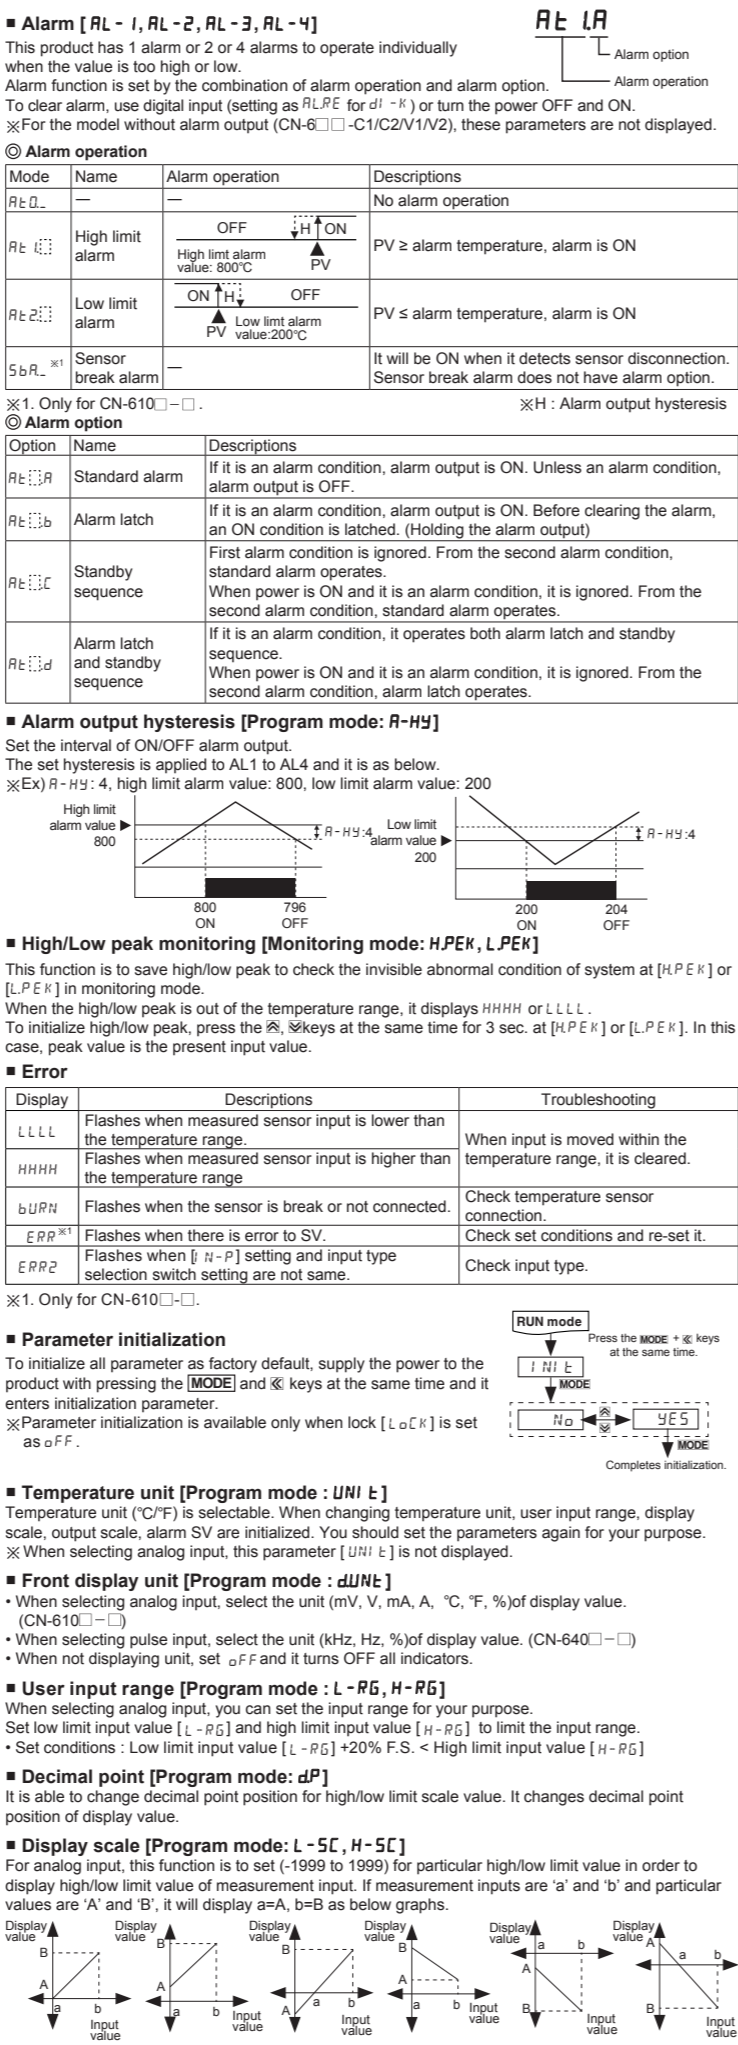 ■ Alarm [ AL-1, AL-2, AL-3, AL-4]
This product has 1 alarm or 2 or 4 alarms to operate individually
when the value is too high or low.
Alarm function is set by the combination of alarm operation and alarm option.
To clear alarm, use digital input (setting as AL.RE for dI-K ) or turn the power OFF and ON.
※For the model without alarm output (CN-6□□-C1/C2/V1/V2), these parameters are not displayed.
At 1.A
Alarm option
Alarm operation
◎ Alarm operation
Mode Name Alarm operation Descriptions
At0._ — — No alarm operation
At 1.⬚ High limit alarm OFF H ON High limt alarm value: 800℃ PV PV ≥ alarm temperature, alarm is ON
At2.⬚ Low limit alarm ON H OFF PV Low limt alarm value:200℃ PV ≤ alarm temperature, alarm is ON
SbA._ ※1 Sensor break alarm — It will be ON when it detects sensor disconnection.
Sensor break alarm does not have alarm option.
※1. Only for CN-610□−□ .
※H : Alarm output hysteresis
◎ Alarm option
Option Name Descriptions
At⬚.A Standard alarm If it is an alarm condition, alarm output is ON. Unless an alarm condition,
alarm output is OFF.
At⬚.b Alarm latch If it is an alarm condition, alarm output is ON. Before clearing the alarm,
an ON condition is latched. (Holding the alarm output)
At⬚.C Standby sequence First alarm condition is ignored. From the second alarm condition,
standard alarm operates.
When power is ON and it is an alarm condition, it is ignored. From the
second alarm condition, standard alarm operates.
At⬚.d Alarm latch and standby sequence If it is an alarm condition, it operates both alarm latch and standby
sequence.
When power is ON and it is an alarm condition, it is ignored. From the
second alarm condition, alarm latch operates.
■ Alarm output hysteresis [Program mode: A-HY]
Set the interval of ON/OFF alarm output.
The set hysteresis is applied to AL1 to AL4 and it is as below.
※Ex) A-HY: 4, high limit alarm value: 800, low limit alarm value: 200
High limit
alarm value
800
A-HY:4
800
ON
796
OFF
Low limit
alarm value
200
A-HY:4
200
ON
204
OFF
■ High/Low peak monitoring [Monitoring mode: H.PEK, L.PEK]
This function is to save high/low peak to check the invisible abnormal condition of system at [H.PEK] or
[L.PEK] in monitoring mode.
When the high/low peak is out of the temperature range, it displays HHHH or LLLL.
To initialize high/low peak, press the ︽, ︾keys at the same time for 3 sec. at [H.PEK] or [L.PEK]. In this
case, peak value is the present input value.
■ Error
Display Descriptions Troubleshooting
LLLL Flashes when measured sensor input is lower than
the temperature range.
When input is moved within the
temperature range, it is cleared.
HHHH Flashes when measured sensor input is higher than
the temperature range
bURN Flashes when the sensor is break or not connected. Check temperature sensor
connection.
ERR ※1 Flashes when there is error to SV. Check set conditions and re-set it.
ERR2 Flashes when [IN-P] setting and input type
selection switch setting are not same.
Check input type.
※1. Only for CN-610□-□.
■ Parameter initialization
To initialize all parameter as factory default, supply the power to the
product with pressing the MODE and ≪ keys at the same time and it
enters initialization parameter.
※Parameter initialization is available only when lock [LoCK] is set
as oFF.
RUN mode
Press the MODE + ≪ keys
at the same time.
INIt
MODE
No
︽
︾
YES
MODE
Completes initialization.
■ Temperature unit [Program mode : UNIt]
Temperature unit (℃/℉) is selectable. When changing temperature unit, user input range, display
scale, output scale, alarm SV are initialized. You should set the parameters again for your purpose.
※ When selecting analog input, this parameter [UNIt] is not displayed.
■ Front display unit [Program mode : dUNt]
• When selecting analog input, select the unit (mV, V, mA, A, ℃, ℉, %)of display value.
(CN-610□−□)
• When selecting pulse input, select the unit (kHz, Hz, %)of display value. (CN-640□−□)
• When not displaying unit, set oFF and it turns OFF all indicators.
■ User input range [Program mode : L-RG, H-RG]
When selecting analog input, you can set the input range for your purpose.
Set low limit input value [L-RG] and high limit input value [H-RG] to limit the input range.
• Set conditions : Low limit input value [L-RG] +20% F.S. < High limit input value [H-RG]
■ Decimal point [Program mode: d.P]
It is able to change decimal point position for high/low limit scale value. It changes decimal point
position of display value.
■ Display scale [Program mode: L-SC, H-SC]
For analog input, this function is to set (-1999 to 1999) for particular high/low limit value in order to
display high/low limit value of measurement input. If measurement inputs are ‘a’ and ‘b’ and particular
values are ‘A’ and ‘B’, it will display a=A, b=B as below graphs.
Display value B A a b Input value
Display value B A a b Input value
Display value B A a b Input value
Display value B A a b Input value
Display value a b A B Input value
Display value A a b B Input value